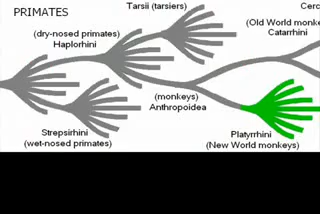 PRIMATES
Tarsii (tarsiers)
(dry-nosed primates)
Haplorhini
(Old World monke
Catarrhini
(monkeys)
Anthropoidea
Strepsirhini
(wet-nosed primates)
Platyrrhini
(New World monkeys)